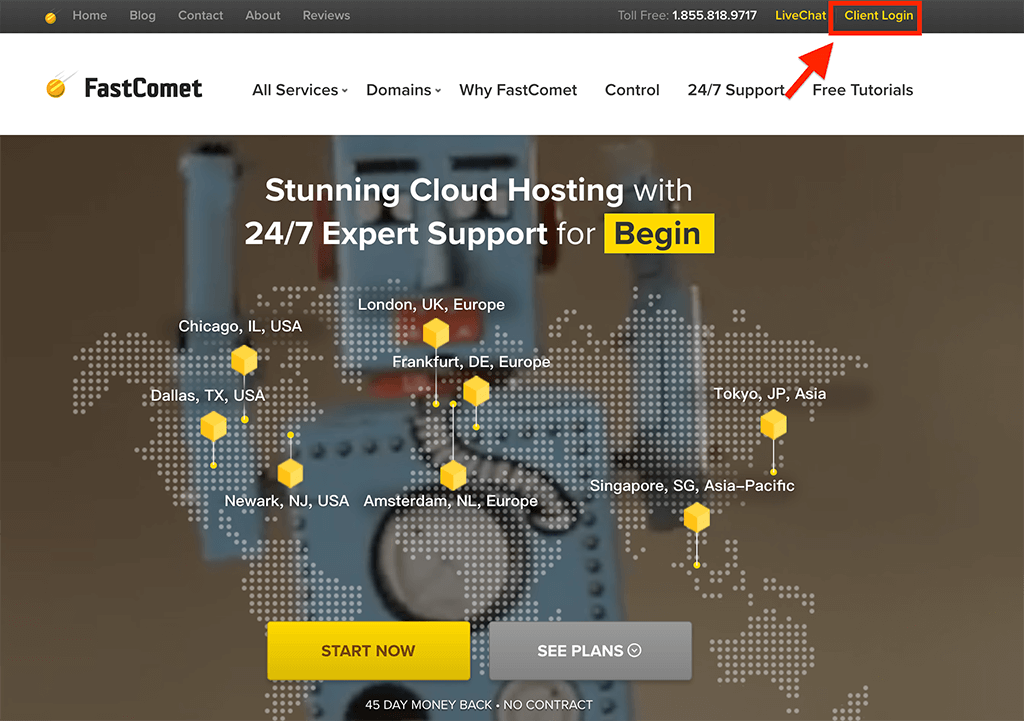 Home Blog Contact About Reviews Toll Free: 1.855.818.9717 LiveChat Client Login
FastComet All Services Domains Why FastComet Control 24/7 Support Free Tutorials
Stunning Cloud Hosting with
24/7 Expert Support for Begin
London, UK, Europe
Chicago, IL, USA
Frankfurt, DE, Europe
Dallas, TX, USA
Tokyo, JP, Asia
Singapore, SG, Asia–Pacific
Newark, NJ, USA
Amsterdam, NL, Europe
START NOW SEE PLANS
45 DAY MONEY BACK • NO CONTRACT